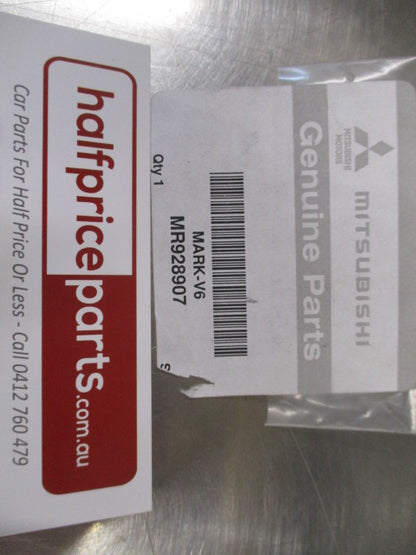 halfpriceparts.com.au
Car Parts For Half Price Or Less - Call 0412 760 479
MITSUBISHI
MITSUBISHI
MOTORS
Genuine Parts
MARK-V6
MR928907
Qty 1